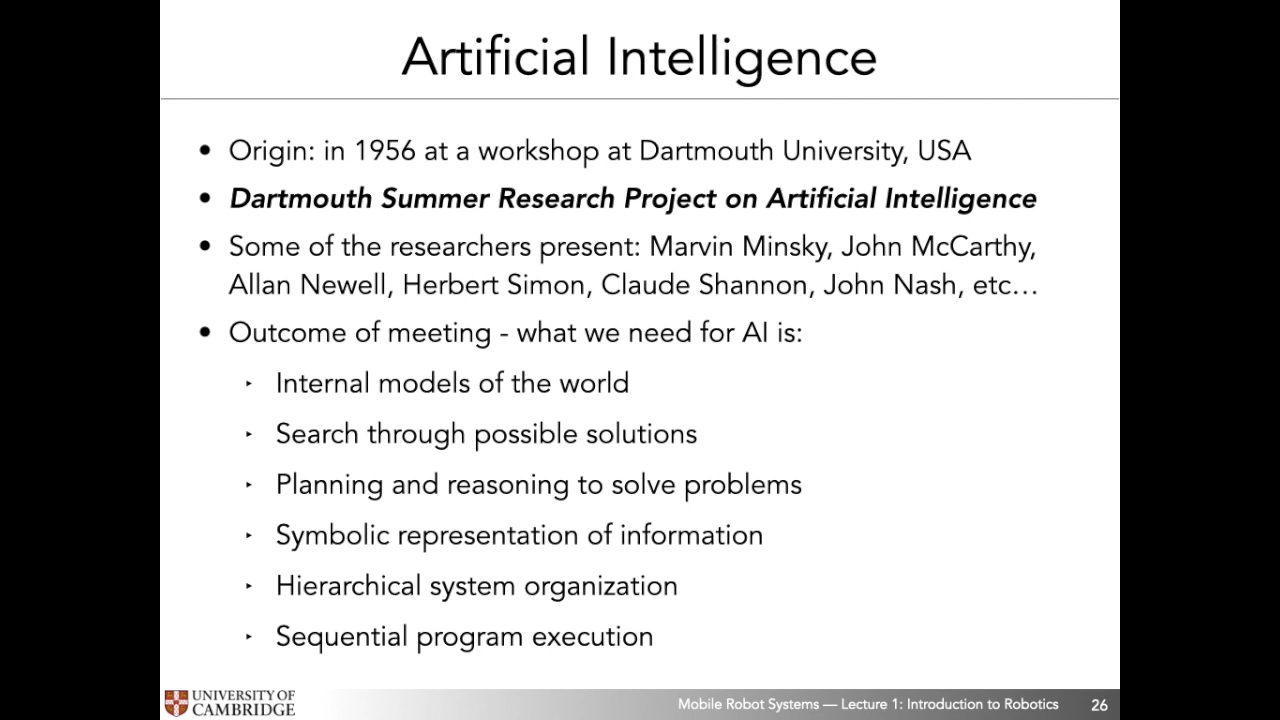 Artificial Intelligence
• Origin: in 1956 at a workshop at Dartmouth University, USA
• Dartmouth Summer Research Project on Artificial Intelligence
• Some of the researchers present: Marvin Minsky, John McCarthy,
Allan Newell, Herbert Simon, Claude Shannon, John Nash, etc…
• Outcome of meeting - what we need for AI is:
‣ Internal models of the world
‣ Search through possible solutions
‣ Planning and reasoning to solve problems
‣ Symbolic representation of information
‣ Hierarchical system organization
‣ Sequential program execution
UNIVERSITY OF
CAMBRIDGE
Mobile Robot Systems — Lecture 1: Introduction to Robotics 26